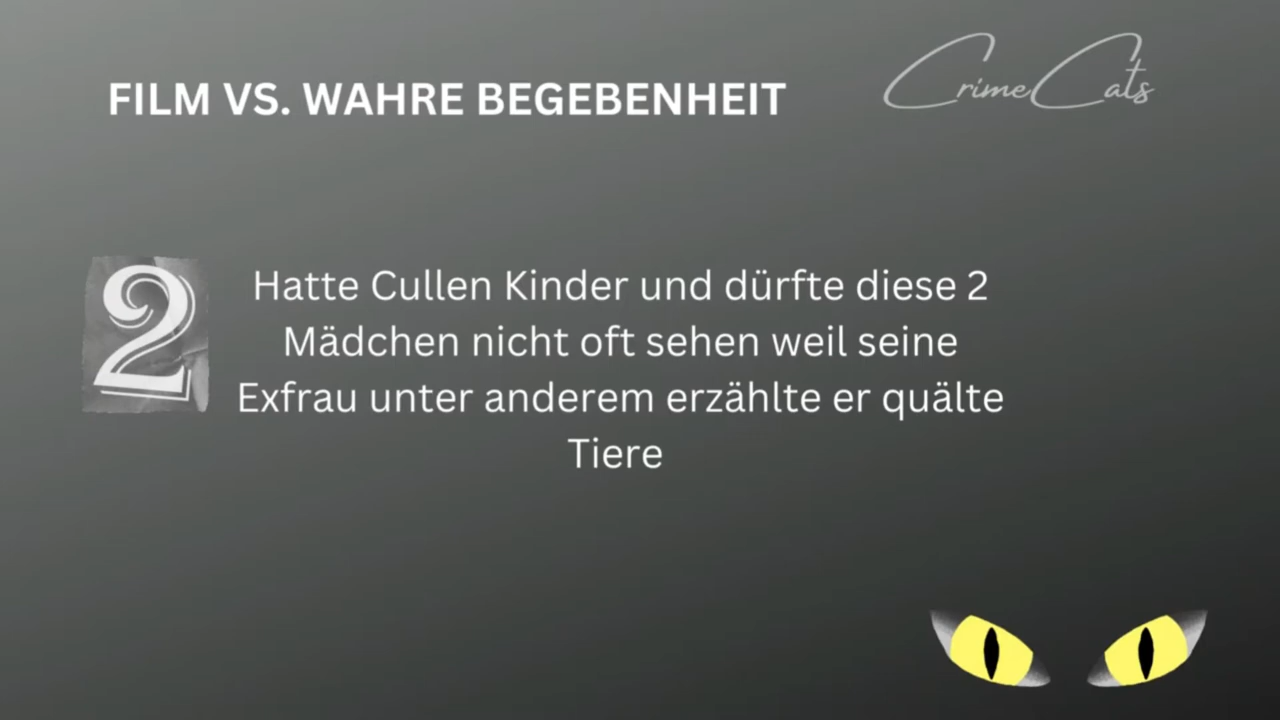 FILM VS. WAHRE BEGEBENHEIT
CrimeCats
2
Hatte Cullen Kinder und dürfte diese 2
Mädchen nicht oft sehen weil seine
Exfrau unter anderem erzählte er quälte
Tiere